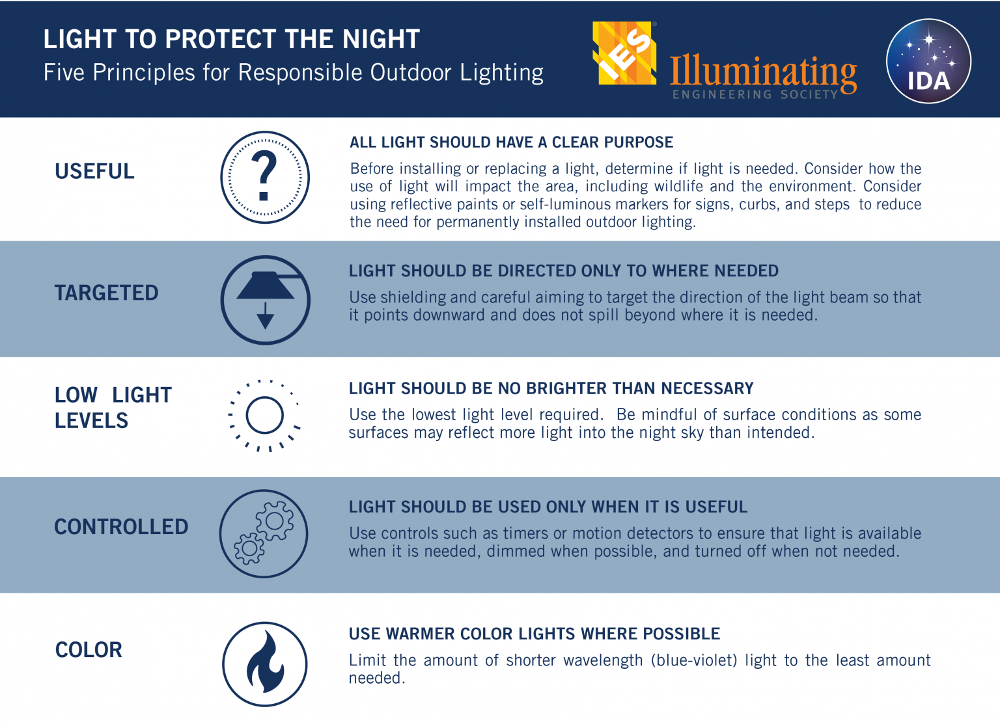 LIGHT TO PROTECT THE NIGHT
Five Principles for Responsible Outdoor Lighting
IES®
Illuminating
ENGINEERING SOCIETY
IDA
USEFUL
?
ALL LIGHT SHOULD HAVE A CLEAR PURPOSE
Before installing or replacing a light, determine if light is needed. Consider how the
use of light will impact the area, including wildlife and the environment. Consider
using reflective paints or self-luminous markers for signs, curbs, and steps to reduce
the need for permanently installed outdoor lighting.
TARGETED
LIGHT SHOULD BE DIRECTED ONLY TO WHERE NEEDED
Use shielding and careful aiming to target the direction of the light beam so that
it points downward and does not spill beyond where it is needed.
LOW LIGHT
LEVELS
LIGHT SHOULD BE NO BRIGHTER THAN NECESSARY
Use the lowest light level required. Be mindful of surface conditions as some
surfaces may reflect more light into the night sky than intended.
CONTROLLED
LIGHT SHOULD BE USED ONLY WHEN IT IS USEFUL
Use controls such as timers or motion detectors to ensure that light is available
when it is needed, dimmed when possible, and turned off when not needed.
COLOR
USE WARMER COLOR LIGHTS WHERE POSSIBLE
Limit the amount of shorter wavelength (blue-violet) light to the least amount
needed.